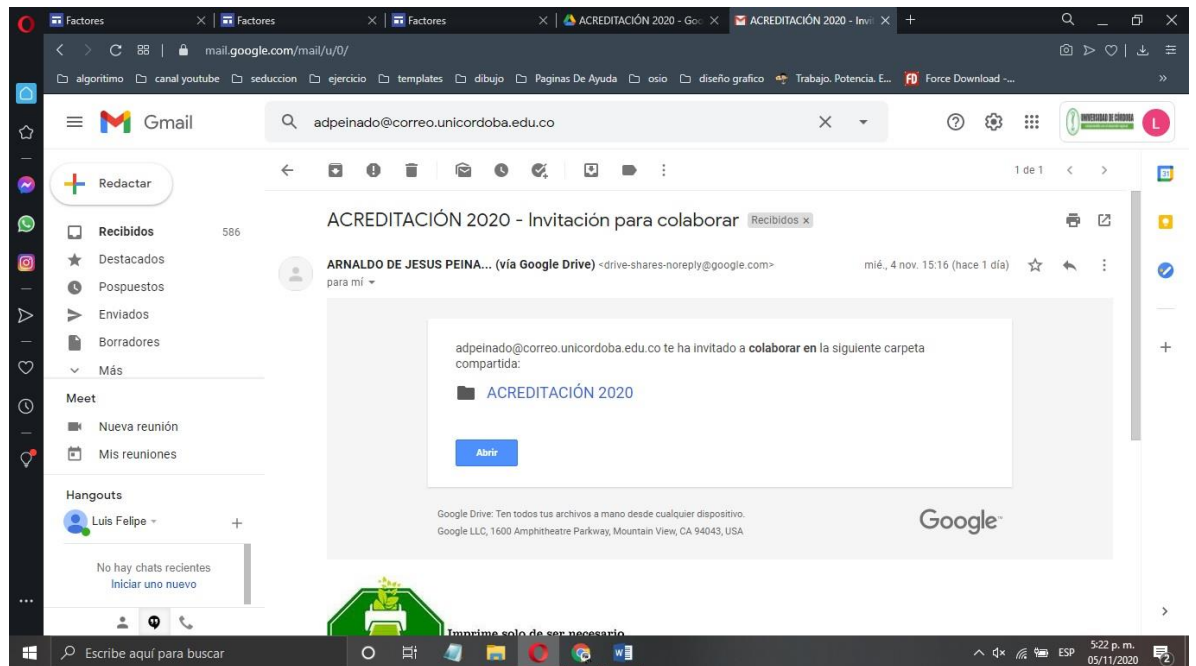 Factores
Factores
Factores
ACREDITACIÓN 2020 - Goo
ACREDITACIÓN 2020 - Invi
mail.google.com/mail/u/0/
algoritimo
canal youtube
seduccion
ejercicio
templates
dibujo
Paginas De Ayuda
osio
diseño grafico
Trabajo. Potencia. E...
FD Force Download -...
Gmail
adpeinado@correo.unicordoba.edu.co
UNIVERSIDAD DE CÓRDOBA
L
Redactar
1 de 1
31
Recibidos 586
Destacados
Pospuestos
Enviados
Borradores
Más
ACREDITACIÓN 2020 - Invitación para colaborar Recibidos x
ARNALDO DE JESUS PEINA... (vía Google Drive) <drive-shares-noreply@google.com> mié., 4 nov. 15:16 (hace 1 día)
para mí
adpeinado@correo.unicordoba.edu.co te ha invitado a colaborar en la siguiente carpeta
compartida:
ACREDITACIÓN 2020
Abrir
Google Drive: Ten todos tus archivos a mano desde cualquier dispositivo.
Google LLC, 1600 Amphitheatre Parkway, Mountain View, CA 94043, USA
Google
Meet
Nueva reunión
Mis reuniones
Hangouts
Luis Felipe
No hay chats recientes
Iniciar uno nuevo
Imprime solo de ser necesario
Escribe aquí para buscar
ESP
5:22 p. m.
05/11/2020
2